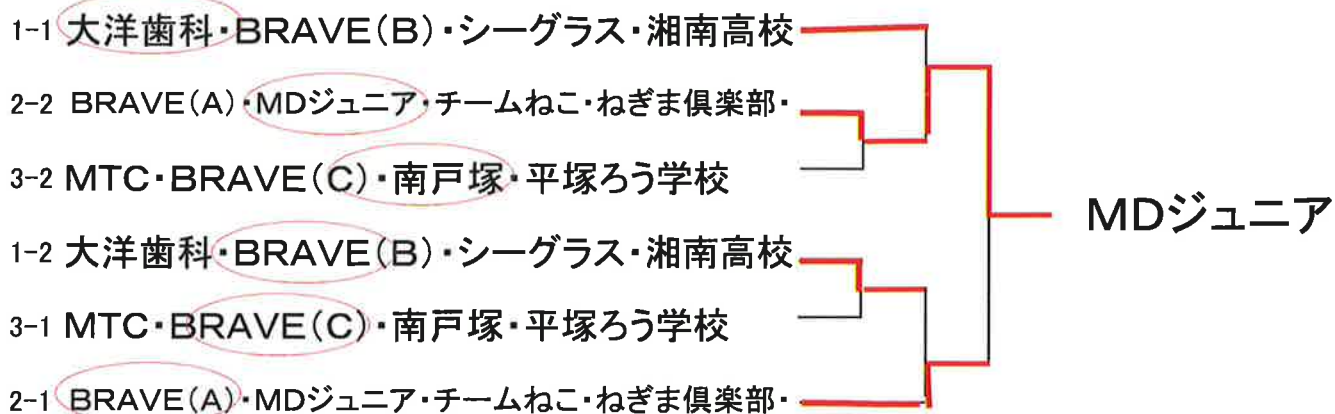 1-1 大洋歯科・BRAVE(B)・シーグラス・湘南高校
2-2 BRAVE(A)・MDジュニア・チームねこ・ねぎま倶楽部・
3-2 MTC・BRAVE(C)・南戸塚・平塚ろう学校
MDジュニア
1-2 大洋歯科・BRAVE(B)・シーグラス・湘南高校
3-1 MTC・BRAVE(C)・南戸塚・平塚ろう学校
2-1 BRAVE(A)・MDジュニア・チームねこ・ねぎま倶楽部・